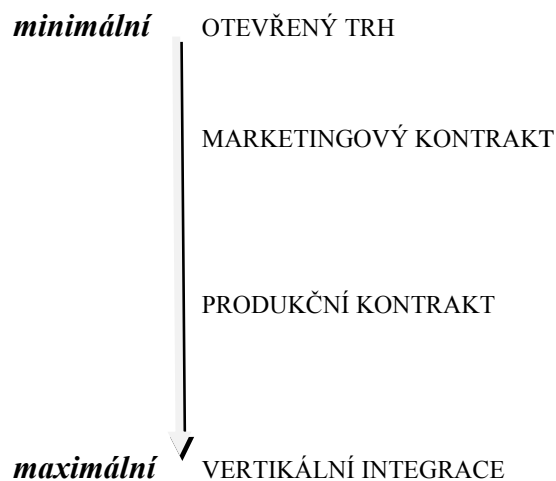 minimální OTEVŘENÝ TRH
MARKETINGOVÝ KONTRAKT
PRODUKČNÍ KONTRAKT
maximální VERTIKÁLNÍ INTEGRACE